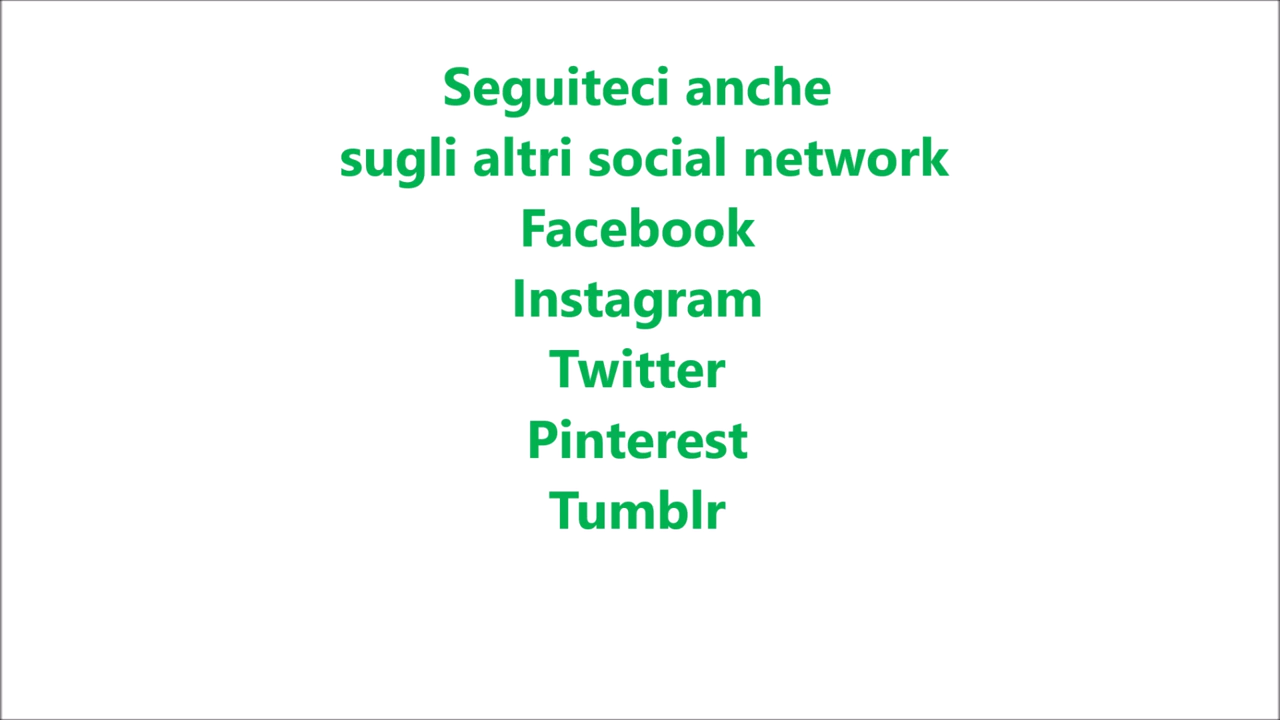 Seguiteci anche
sugli altri social network
Facebook
Instagram
Twitter
Pinterest
Tumblr